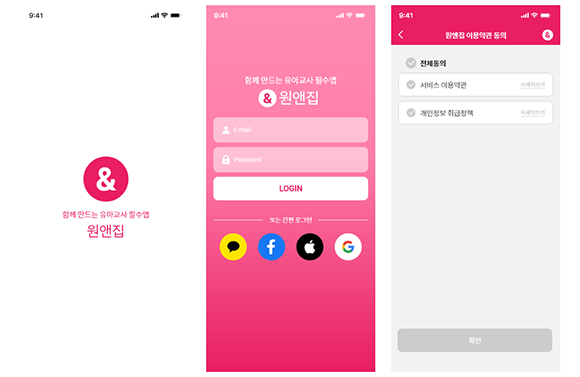 9:41
&
함께 만드는 유아교사 필수앱
원앤집
9:41
함께 만드는 유아교사 필수앱
& 원앤집
E-mail
Password
LOGIN
또는 간편 로그인
9:41
원앤집 이용약관 동의
&
전체동의
서비스 이용약관
자세히보기
개인정보 취급정책
자세히보기
확인